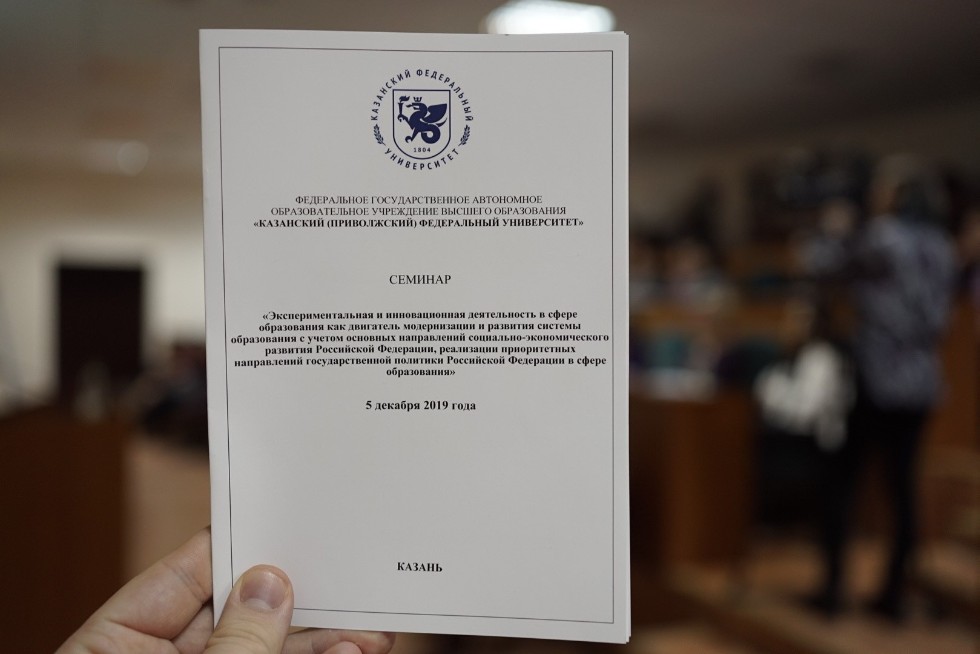 КАЗАНСКИЙ ФЕДЕРАЛЬНЫЙ
УНИВЕРСИТЕТ
1804
ФЕДЕРАЛЬНОЕ ГОСУДАРСТВЕННОЕ АВТОНОМНОЕ
ОБРАЗОВАТЕЛЬНОЕ УЧРЕЖДЕНИЕ ВЫСШЕГО ОБРАЗОВАНИЯ
«КАЗАНСКИЙ (ПРИВОЛЖСКИЙ) ФЕДЕРАЛЬНЫЙ УНИВЕРСИТЕТ»
СЕМИНАР
«Экспериментальная и инновационная деятельность в сфере
образования как двигатель модернизации и развития системы
образования с учетом основных направлений социально-экономического
развития Российской Федерации, реализации приоритетных
направлений государственной политики Российской Федерации в сфере
образования»
5 декабря 2019 года
КАЗАНЬ